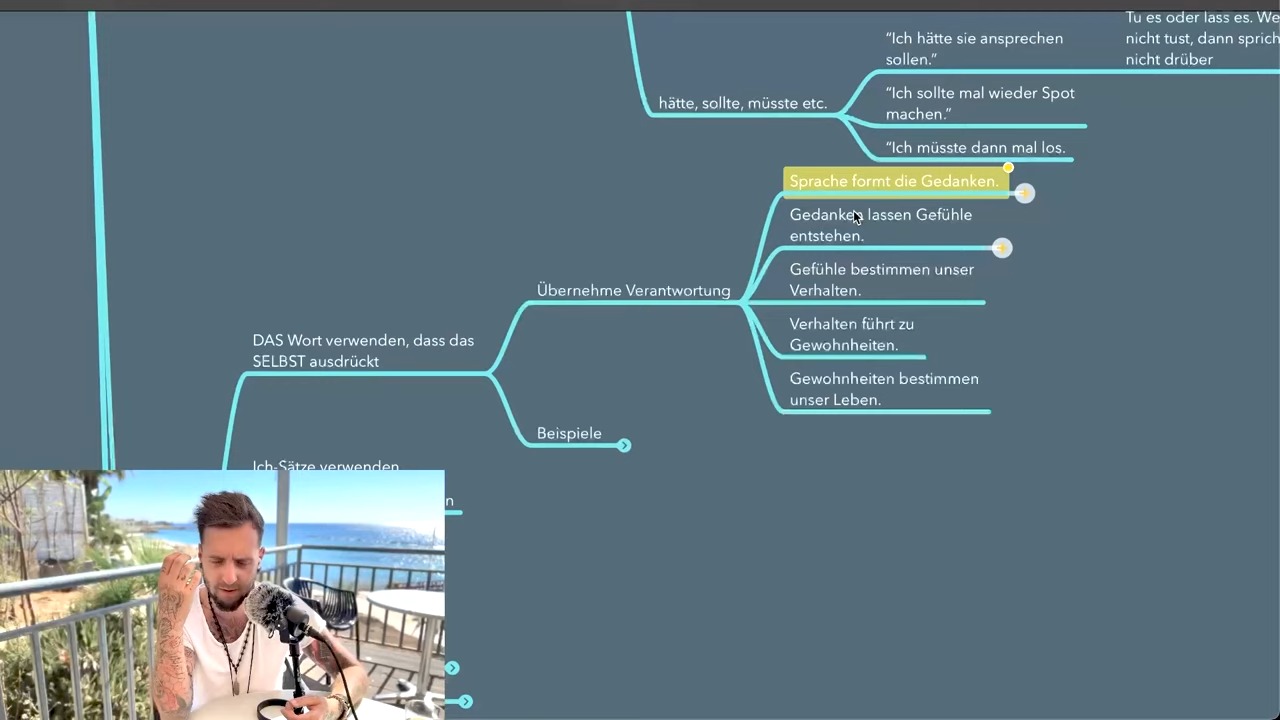 Tu es oder lass es. We
nicht tust, dann sprich
nicht drüber
“Ich hätte sie ansprechen
sollen.”
hätte, sollte, müsste etc.
“Ich sollte mal wieder Spot
machen.”
“Ich müsste dann mal los.
Sprache formt die Gedanken.
Gedanken lassen Gefühle
entstehen.
Gefühle bestimmen unser
Verhalten.
Übernehme Verantwortung
Verhalten führt zu
Gewohnheiten.
DAS Wort verwenden, dass das
SELBST ausdrückt
Gewohnheiten bestimmen
unser Leben.
Beispiele
Ich-Sätze verwenden
n